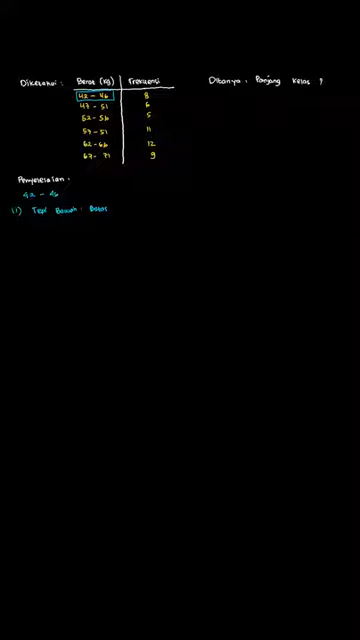 Diketahui : Berat (kg) Frekuensi Ditanya : Panjang Kelas ?
42 - 46 8
47 - 51 6
52 - 56 5
57 - 51 11
62 - 66 12
67 - 71 9
Penyelesaian :
42 - 46
(1) Tepi Bawah : Batas